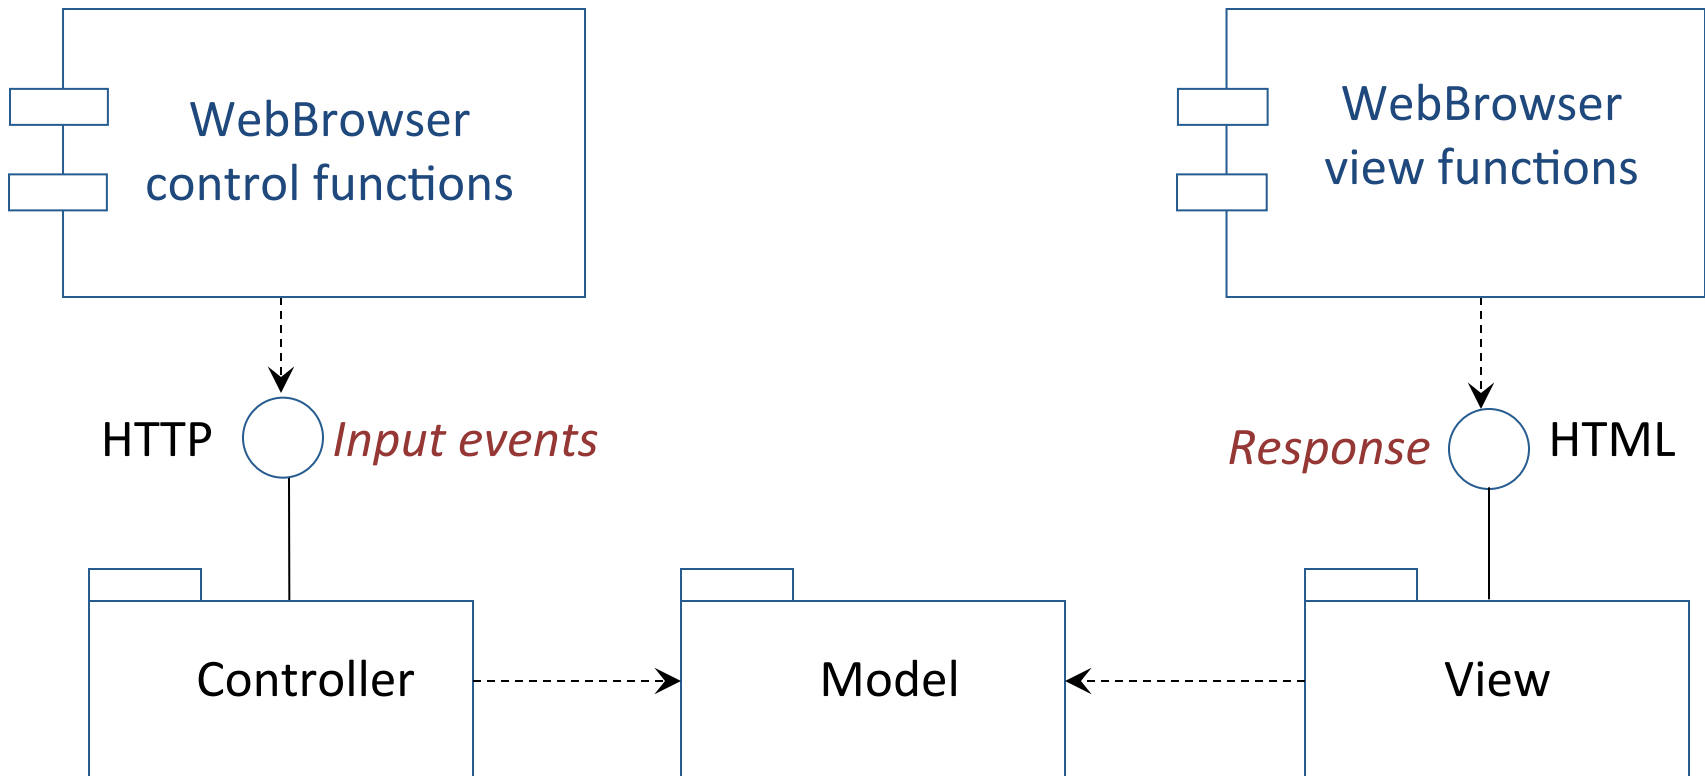 WebBrowser
control functions
WebBrowser
view functions
HTTP
Input events
Response
HTML
Controller
Model
View